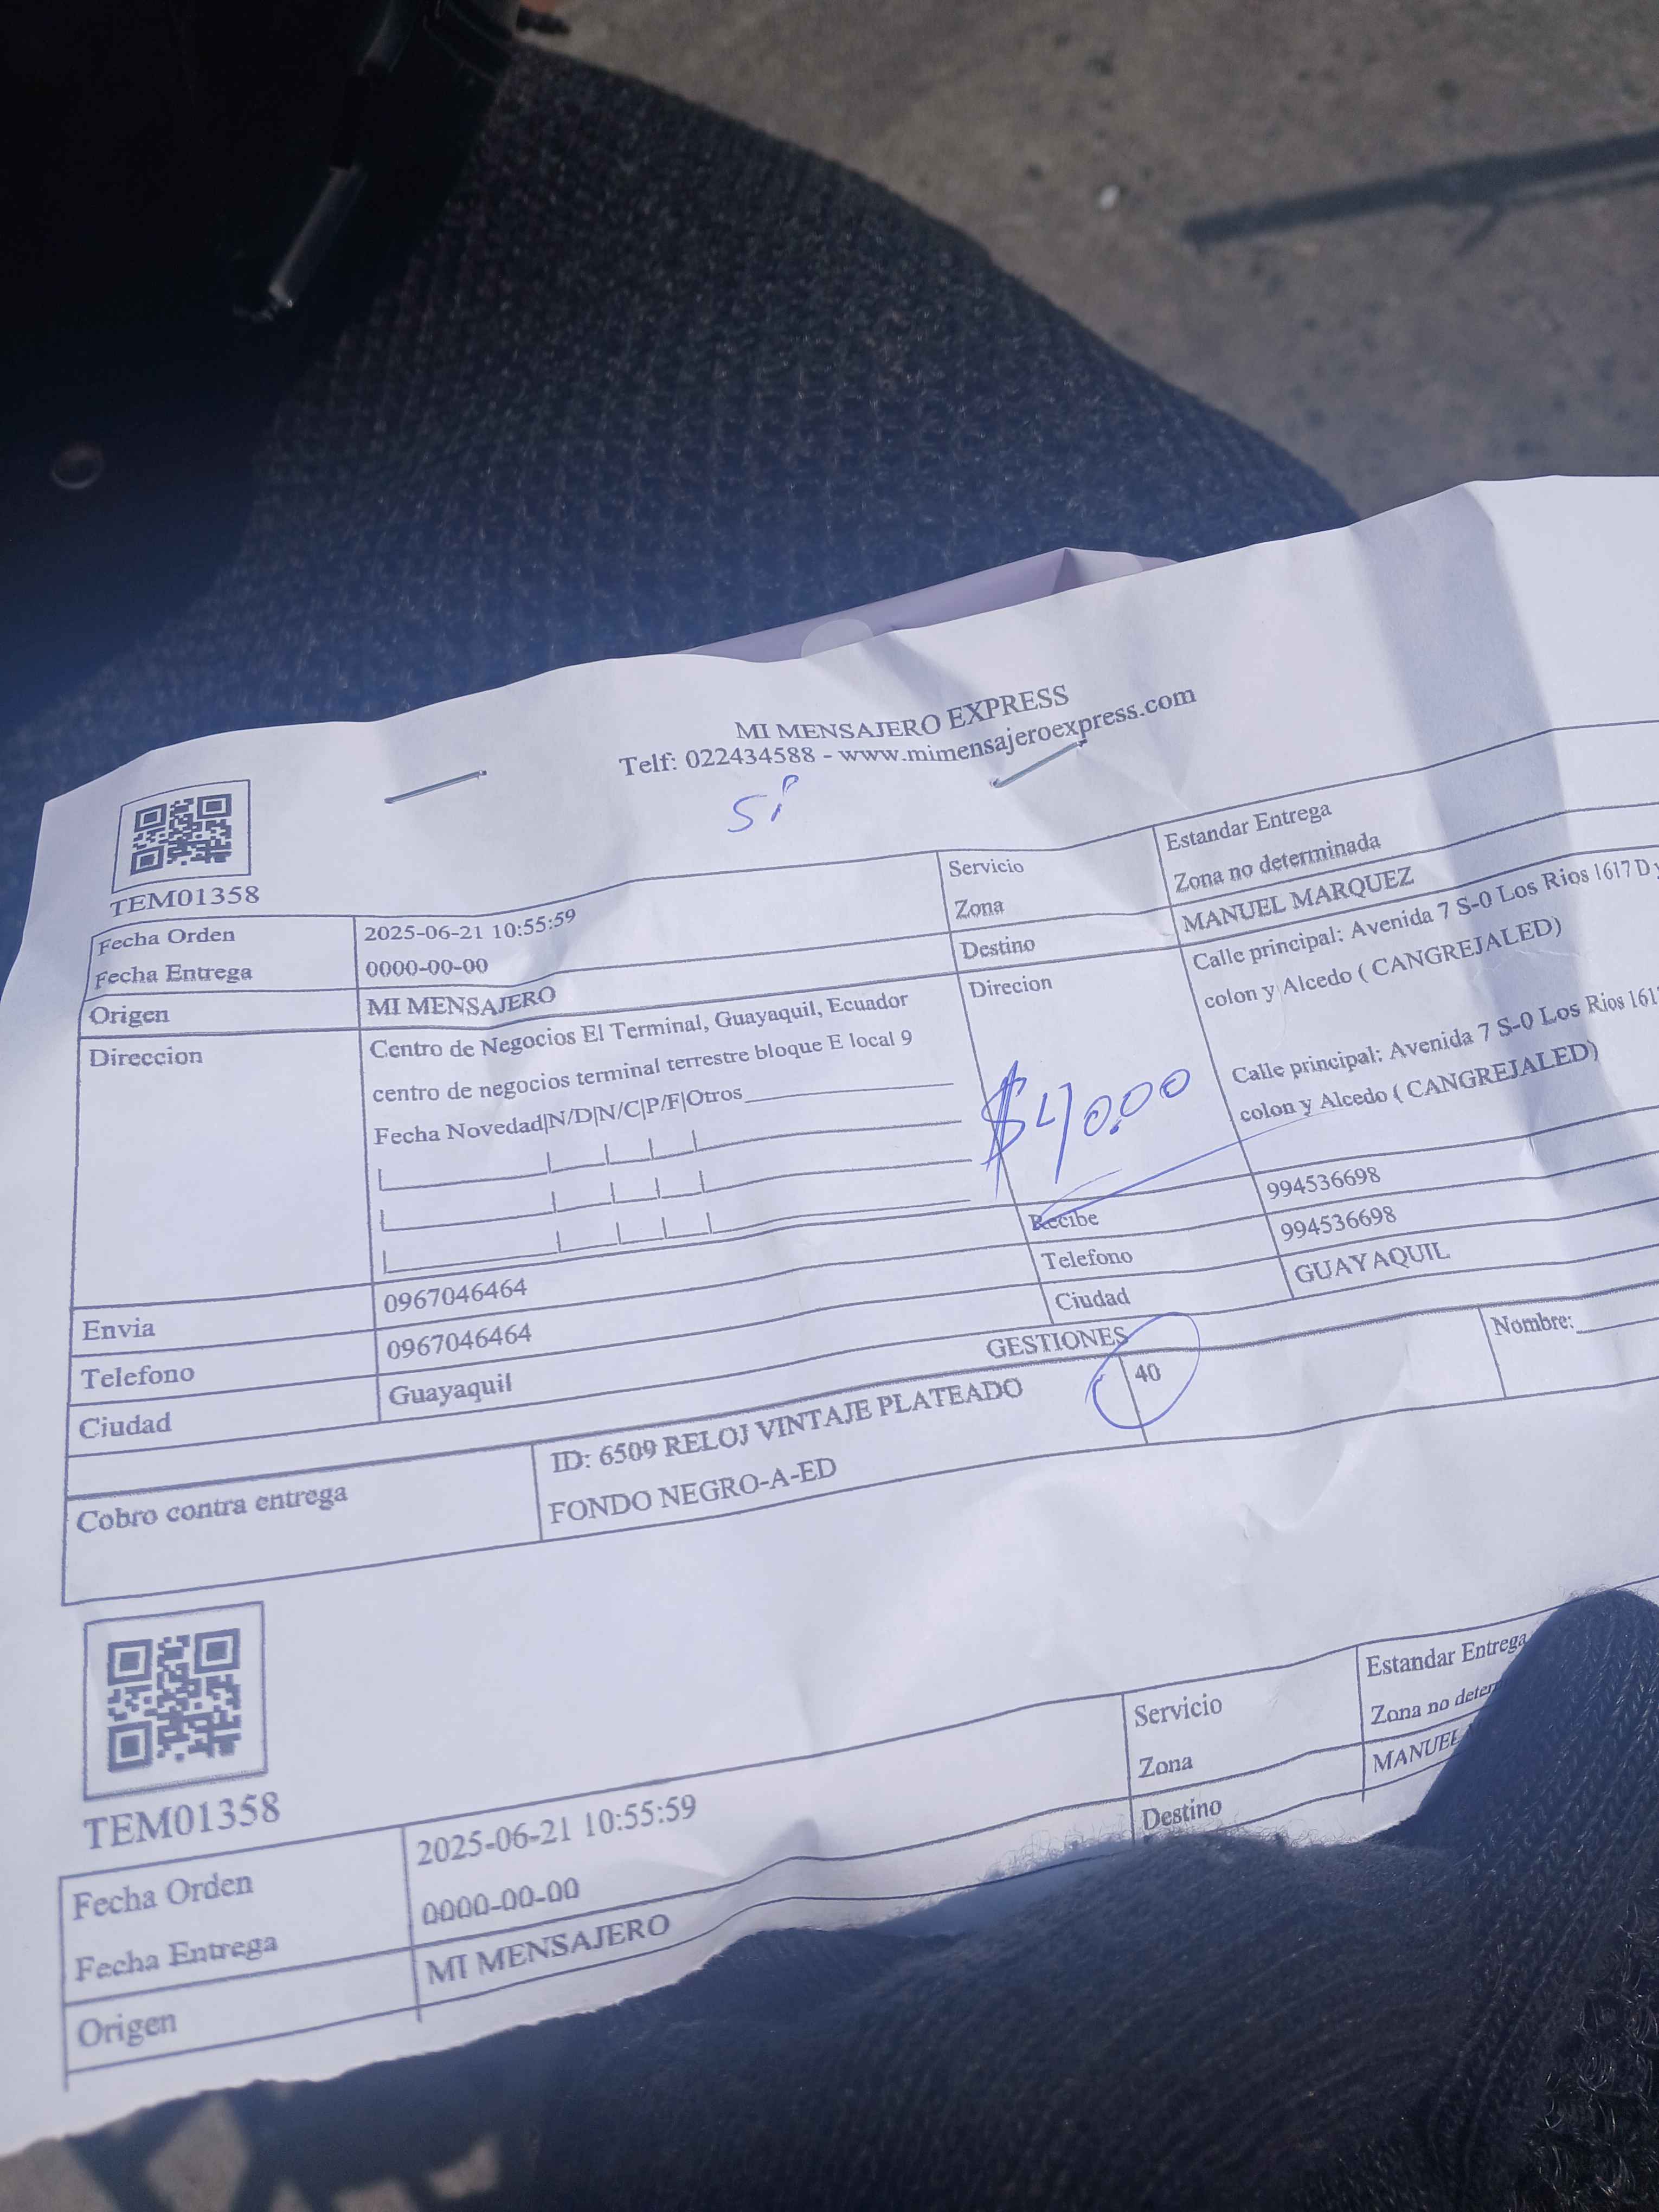 MI MENSAJERO EXPRESS
Telf: 022434588 - www.mimensajeroexpress.com
Si
TEM01358
Fecha Orden 2025-06-21 10:55:59
Fecha Entrega 0000-00-00
Origen MI MENSAJERO
Direccion Centro de Negocios El Terminal, Guayaquil, Ecuador
centro de negocios terminal terrestre bloque E local 9
Fecha Novedad|N/D|N/C|P/F|Otros
Envia 0967046464
Telefono 0967046464
Ciudad Guayaquil
Servicio Estandar Entrega
Zona Zona no determinada
Destino MANUEL MARQUEZ
Direcion Calle principal: Avenida 7 S-0 Los Rios 1617 D y
colon y Alcedo ( CANGREJALED)
Calle principal: Avenida 7 S-0 Los Rios 161
colon y Alcedo ( CANGREJALED)
$40.00
Recibe 994536698
Telefono 994536698
Ciudad GUAYAQUIL
GESTIONES
Cobro contra entrega
ID: 6509 RELOJ VINTAJE PLATEADO
FONDO NEGRO-A-ED
40
Nombre:
TEM01358
Fecha Orden 2025-06-21 10:55:59
Fecha Entrega 0000-00-00
Origen MI MENSAJERO
Servicio Estandar Entrega
Zona Zona no deter
Destino MANUEL